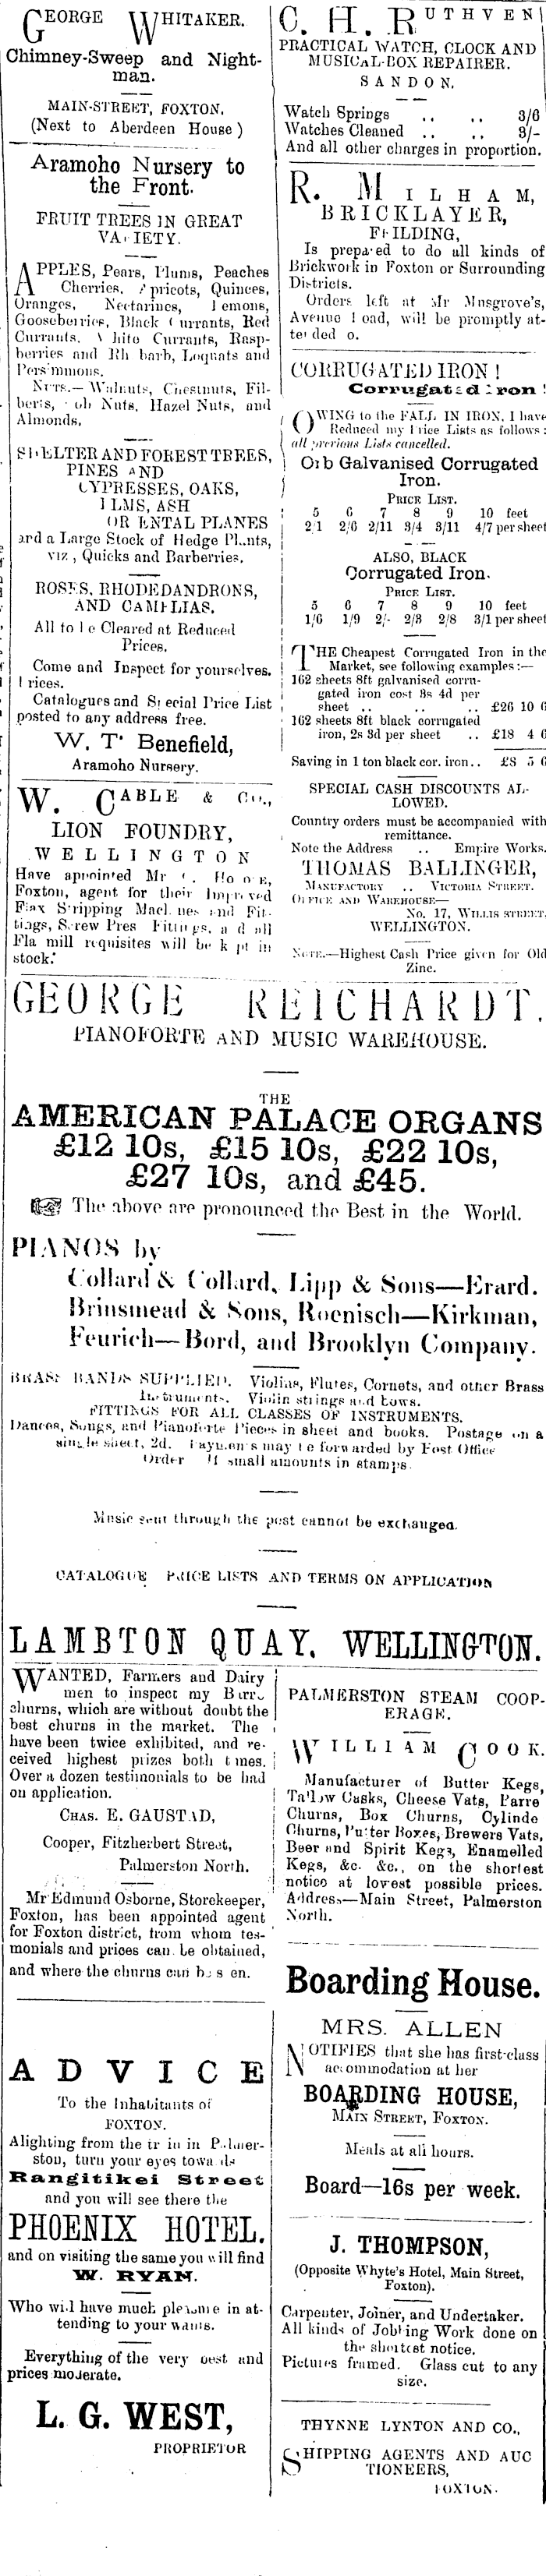 GEORGE WHITAKER.
Chimney-Sweep and Night-
man.
MAIN-STREET, FOXTON.
(Next to Aberdeen House)
Aramoho Nursery to
the Front.
FRUIT TREES IN GREAT
VARIETY.
APPLES, Pears, Plums, Peaches
Cherries, Apricots, Quinces,
Oranges, Nectarines, Lemons,
Gooseberries, Black Currants, Red
Currants, White Currants, Rasp-
berries and Rhubarb, Loquats and
Persimmons.
NUTS.—Walnuts, Chestnuts, Fil-
berts, Cob Nuts, Hazel Nuts, and
Almonds.
SHELTER AND FOREST TREES,
PINES AND
CYPRESSES, OAKS,
ELMS, ASH
ORIENTAL PLANES
and a Large Stock of Hedge Plants,
viz, Quicks and Barberries.
ROSES, RHODEDANDRONS,
AND CAMELIAS.
All to be Cleared at Reduced
Prices.
Come and Inspect for yourselves.
Prices.
Catalogues and Special Price List
posted to any address free.
W. T. Benefield,
Aramoho Nursery.
W. CABLE & Co.,
LION FOUNDRY,
WELLINGTON
Have appointed Mr
Foxton, agent for their Improved
Flax Stripping Machines and Fit-
tings, Screw Press Fittings, and all
Flax mill requisites will be kept in
stock.
C. H. RUTHVEN
PRACTICAL WATCH, CLOCK AND
MUSICAL-BOX REPAIRER.
SANDON.
Watch Springs .. .. 3/6
Watches Cleaned .. .. 3/-
And all other charges in proportion.
R. MILHAM,
BRICKLAYER,
FEILDING,
Is prepared to do all kinds of
Brickwork in Foxton or Surrounding
Districts.
Orders left at Mr Musgrove's,
Avenue Road, will be promptly at-
tended to.
CORRUGATED IRON!
Corrugated Iron!
OWING to the FALL IN IRON, I have
Reduced my Price Lists as follows:
all previous Lists cancelled.
Orb Galvanised Corrugated
Iron.
PRICE LIST.
5 6 7 8 9 10 feet
2/1 2/6 2/11 3/4 3/11 4/7 per sheet
ALSO, BLACK
Corrugated Iron.
PRICE LIST.
5 6 7 8 9 10 feet
1/6 1/9 2/- 2/3 2/8 3/1 per sheet
THE Cheapest Corrugated Iron in the
Market, see following examples:—
162 sheets 8ft galvanised corru-
gated iron cost 3s 4d per
sheet .. .. .. £26 10 0
162 sheets 8ft black corrugated
iron, 2s 3d per sheet .. £18 4 6
Saving in 1 ton black cor. iron.. £8 5 6
SPECIAL CASH DISCOUNTS AL-
LOWED.
Country orders must be accompanied with
remittance.
Note the Address .. Empire Works.
THOMAS BALLINGER,
MANUFACTORY .. VICTORIA STREET.
OFFICE AND WAREHOUSE—
No. 17, WILLIS STREET.
WELLINGTON.
NOTE.—Highest Cash Price given for Old
Zinc.
GEORGE REICHARDT.
PIANOFORTE AND MUSIC WAREHOUSE.
THE
AMERICAN PALACE ORGANS
£12 10s, £15 10s, £22 10s,
£27 10s, and £45.
The above are pronounced the Best in the World.
PIANOS by
Collard & Collard, Lipp & Sons—Erard.
Brinsmead & Sons, Roenisch—Kirkman,
Feurich—Bord, and Brooklyn Company.
BRASS BANDS SUPPLIED. Violins, Flutes, Cornets, and other Brass
Instruments. Violin strings and bows.
FITTINGS FOR ALL CLASSES OF INSTRUMENTS.
Dances, Songs, and Pianoforte Pieces in sheet and books. Postage on a
single sheet, 2d. Payments may be forwarded by Post Office
Order if small amounts in stamps.
Music sent through the post cannot be exchanged.
CATALOGUE PRICE LISTS AND TERMS ON APPLICATION
LAMBTON QUAY, WELLINGTON.
WANTED, Farmers and Dairy
men to inspect my Barrel
churns, which are without doubt the
best churns in the market. The
have been twice exhibited, and re-
ceived highest prizes both times.
Over a dozen testimonials to be had
on application.
CHAS. E. GAUSTAD,
Cooper, Fitzherbert Street,
Palmerston North.
Mr Edmund Osborne, Storekeeper,
Foxton, has been appointed agent
for Foxton district, from whom tes-
monials and prices can be obtained,
and where the churns can be seen.
ADVICE
To the Inhabitants of
FOXTON.
Alighting from the train in Palmer-
ston, turn your eyes towards
Rangitikei Street
and you will see there the
PHOENIX HOTEL.
and on visiting the same you will find
W. RYAN.
Who will have much pleasure in at-
tending to your wants.
Everything of the very best and
prices moderate.
L. G. WEST,
PROPRIETOR
PALMERSTON STEAM COOP-
ERAGE.
WILLIAM COOK.
Manufacturer of Butter Kegs,
Tallow Casks, Cheese Vats, Barre
Churns, Box Churns, Cylinde
Churns, Butter Boxes, Brewers Vats,
Beer and Spirit Kegs, Enamelled
Kegs, &c. &c., on the shortest
notice at lowest possible prices.
Address—Main Street, Palmerston
North.
Boarding House.
MRS. ALLEN
NOTIFIES that she has first-class
accommodation at her
BOARDING HOUSE,
MAIN STREET, FOXTON.
Meals at all hours.
Board—16s per week.
J. THOMPSON,
(Opposite Whyte's Hotel, Main Street,
Foxton).
Carpenter, Joiner, and Undertaker.
All kinds of Jobbing Work done on
the shortest notice.
Pictures framed. Glass cut to any
size.
THYNNE LYNTON AND CO.,
SHIPPING AGENTS AND AUC
TIONEERS,
FOXTON.